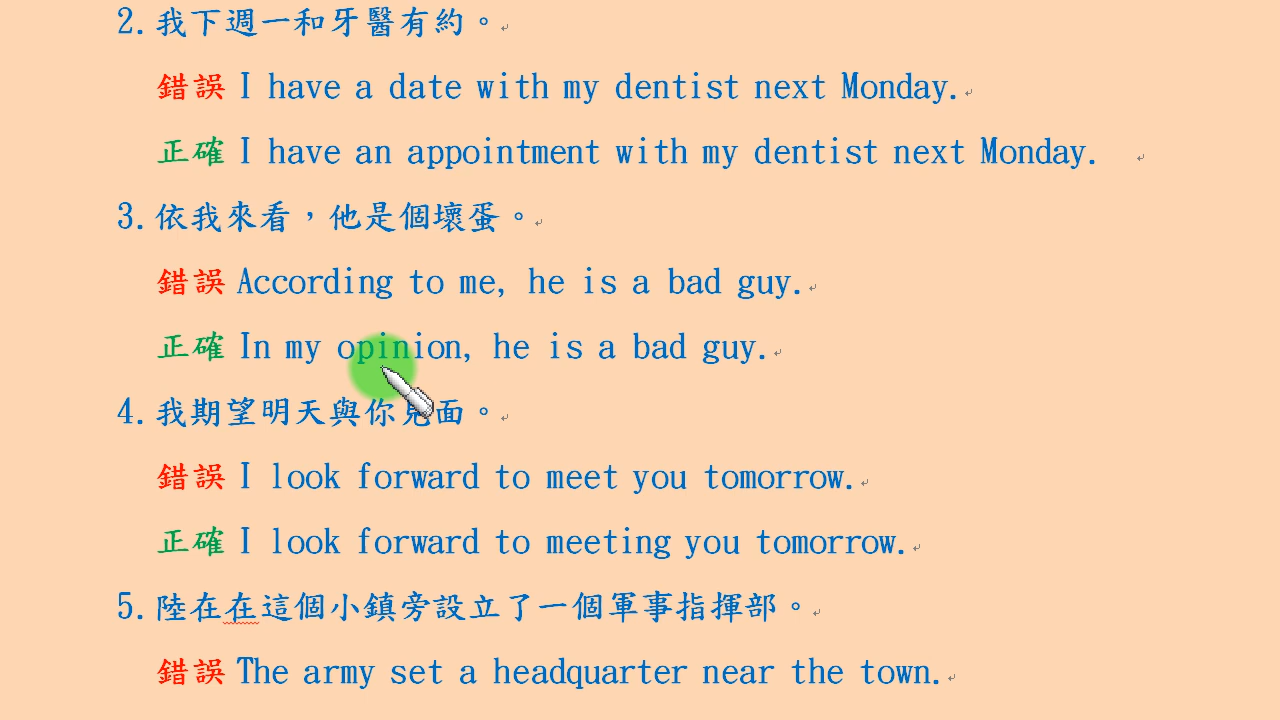 2. 我下週一和牙醫有約。
錯誤 I have a date with my dentist next Monday.
正確 I have an appointment with my dentist next Monday.
3. 依我來看，他是個壞蛋。
錯誤 According to me, he is a bad guy.
正確 In my opinion, he is a bad guy.
4. 我期望明天與你見面。
錯誤 I look forward to meet you tomorrow.
正確 I look forward to meeting you tomorrow.
5. 陸在在這個小鎮旁設立了一個軍事指揮部。
錯誤 The army set a headquarter near the town.